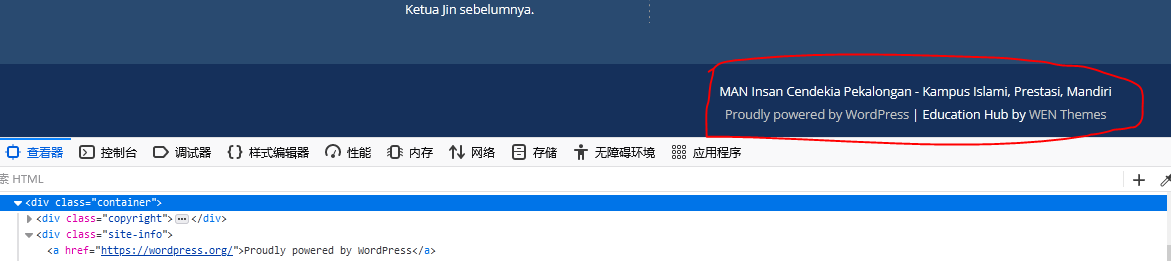 Ketua Jin sebelumnya.
MAN Insan Cendekia Pekalongan - Kampus Islami, Prestasi, Mandiri
Proudly powered by WordPress | Education Hub by WEN Themes
查看器 控制台 调试器 {} 样式编辑器 性能 内存 网络 存储 无障碍环境 应用程序
索 HTML
<div class="container">
<div class="copyright"> ⋯ </div>
<div class="site-info">
<a href="https://wordpress.org/">Proudly powered by WordPress</a>